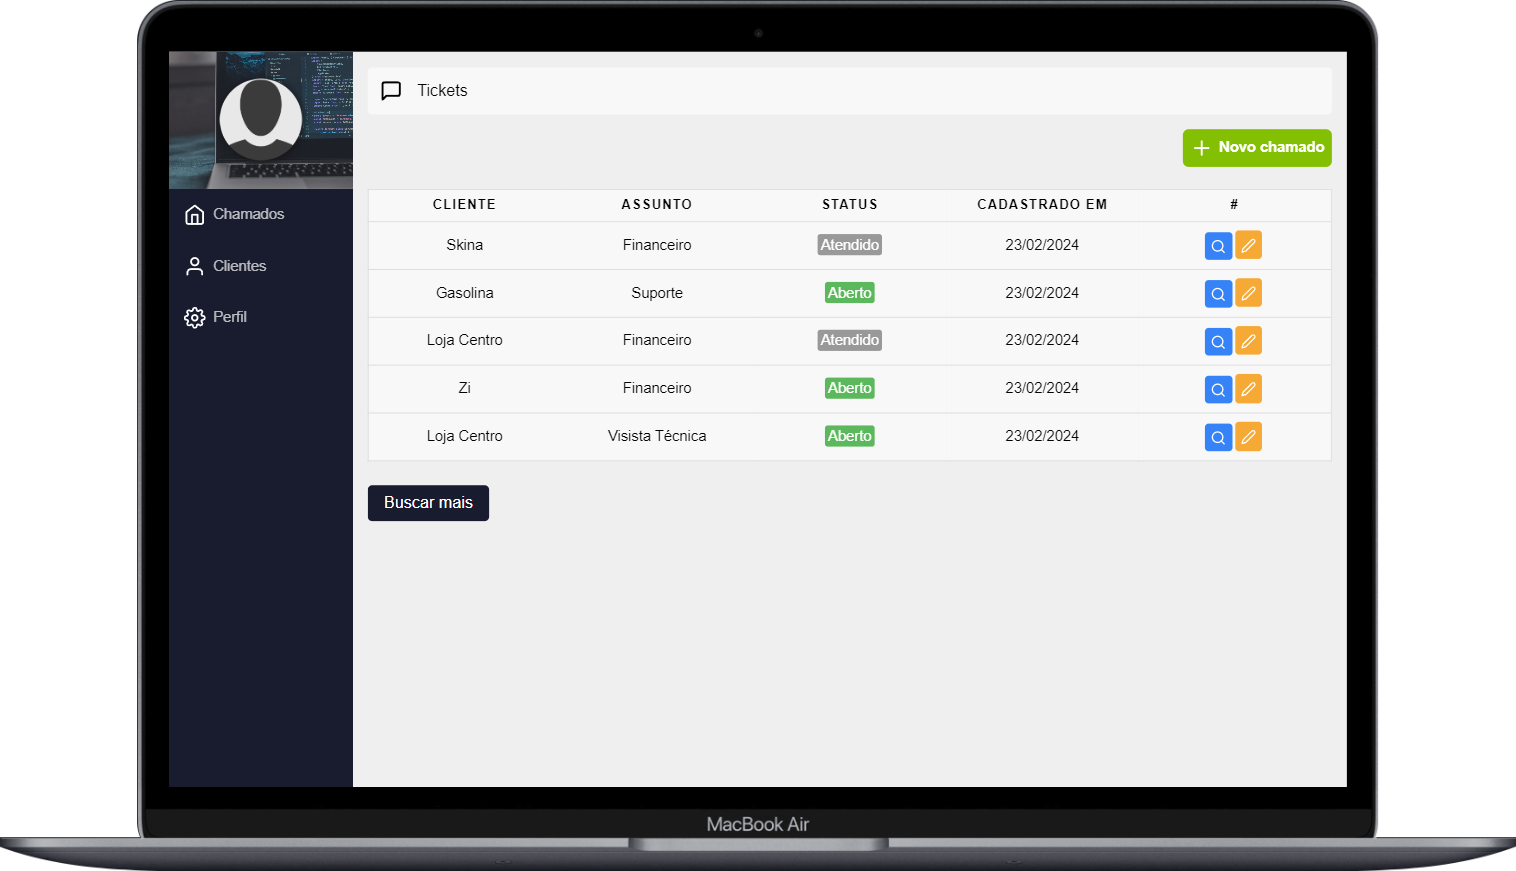 Tickets
Novo chamado
Chamados
Clientes
Perfil
CLIENTE ASSUNTO STATUS CADASTRADO EM #
Skina Financeiro Atendido 23/02/2024
Gasolina Suporte Aberto 23/02/2024
Loja Centro Financeiro Atendido 23/02/2024
Zi Financeiro Aberto 23/02/2024
Loja Centro Visista Técnica Aberto 23/02/2024
Buscar mais
MacBook Air